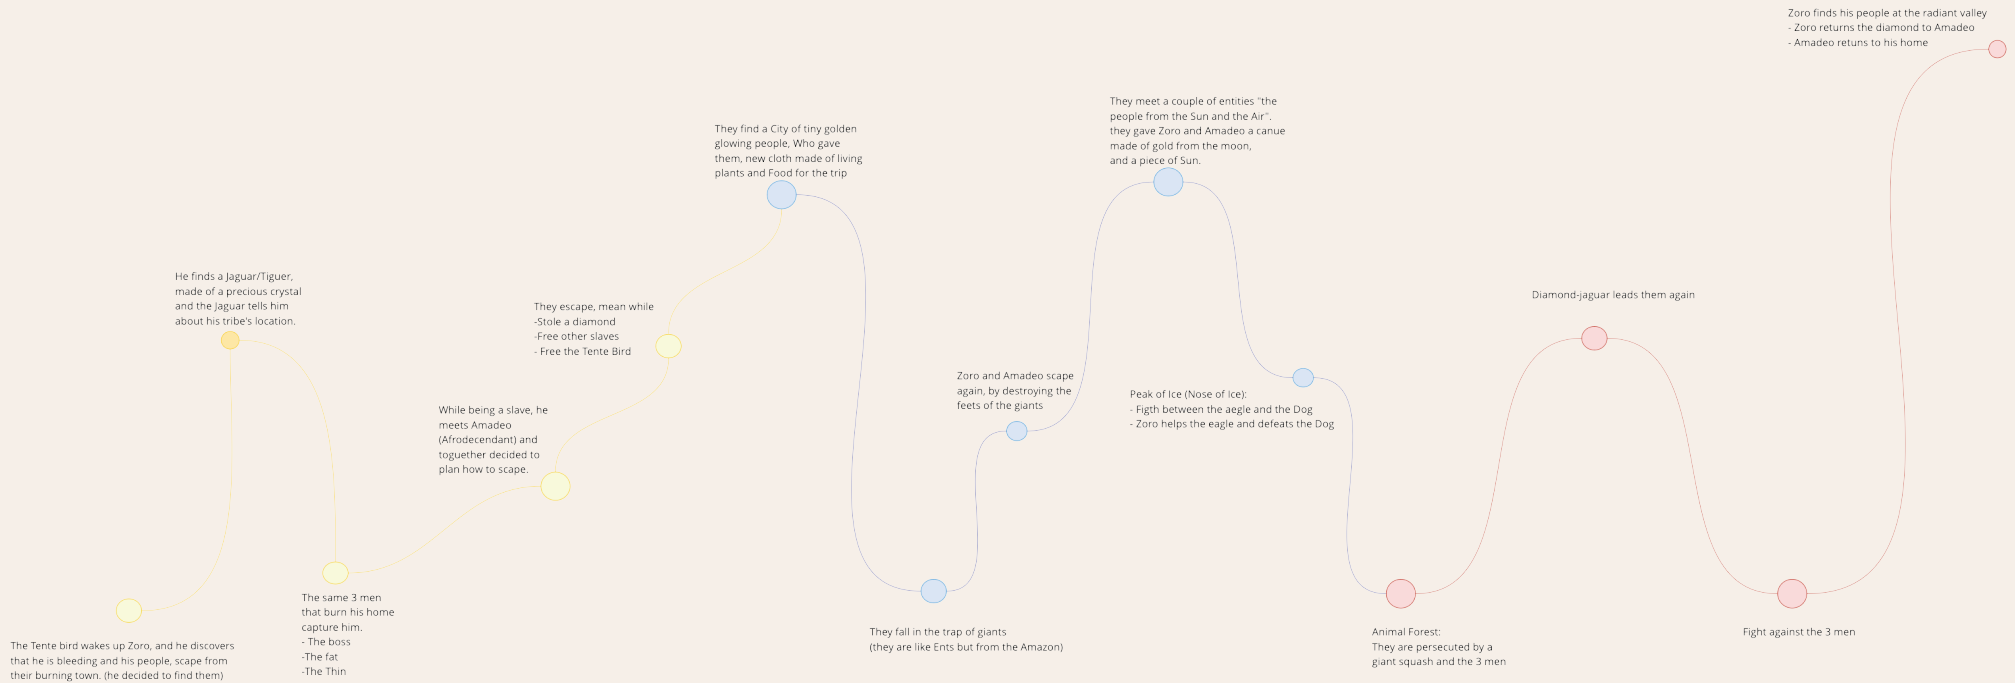 The Tente bird wakes up Zoro, and he discovers
that he is bleeding and his people, scape from
their burning town. (he decided to find them)
He finds a Jaguar/Tiguer,
made of a precious crystal
and the Jaguar tells him
about his tribe's location.
The same 3 men
that burn his home
capture him.
- The boss
-The fat
-The Thin
While being a slave, he
meets Amadeo
(Afrodecendant) and
toguether decided to
plan how to scape.
They escape, mean while
-Stole a diamond
-Free other slaves
- Free the Tente Bird
They find a City of tiny golden
glowing people, Who gave
them, new cloth made of living
plants and Food for the trip
They fall in the trap of giants
(they are like Ents but from the Amazon)
Zoro and Amadeo scape
again, by destroying the
feets of the giants
They meet a couple of entities "the
people from the Sun and the Air".
they gave Zoro and Amadeo a canue
made of gold from the moon,
and a piece of Sun.
Peak of Ice (Nose of Ice):
- Figth between the aegle and the Dog
- Zoro helps the eagle and defeats the Dog
Animal Forest:
They are persecuted by a
giant squash and the 3 men
Diamond-jaguar leads them again
Fight against the 3 men
Zoro finds his people at the radiant valley
- Zoro returns the diamond to Amadeo
- Amadeo retuns to his home